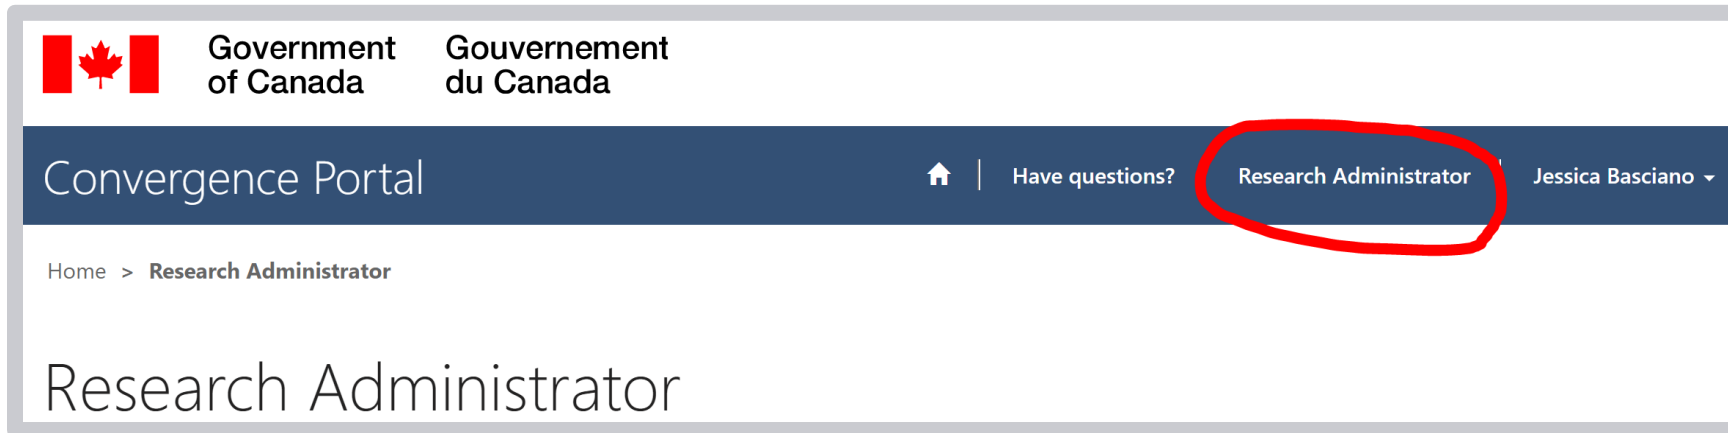 Government Gouvernement
of Canada du Canada
Convergence Portal Have questions? Research Administrator Jessica Basciano
Home > Research Administrator
Research Administrator